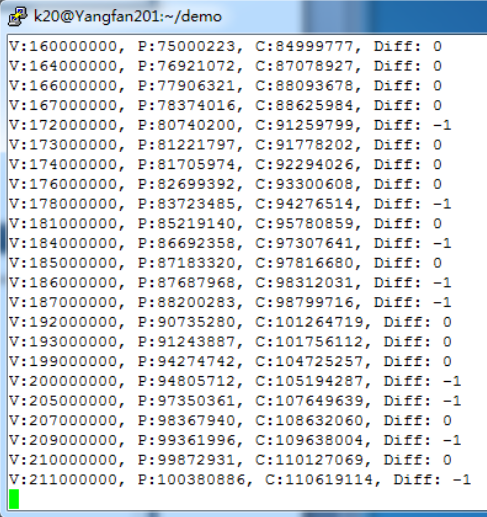 k20@Yangfan201:~/demo
V:160000000, P:75000223, C:84999777, Diff: 0
V:164000000, P:76921072, C:87078927, Diff: 0
V:166000000, P:77906321, C:88093678, Diff: 0
V:167000000, P:78374016, C:88625984, Diff: 0
V:172000000, P:80740200, C:91259799, Diff: -1
V:173000000, P:81221797, C:91778202, Diff: 0
V:174000000, P:81705974, C:92294026, Diff: 0
V:176000000, P:82699392, C:93300608, Diff: 0
V:178000000, P:83723485, C:94276514, Diff: -1
V:181000000, P:85219140, C:95780859, Diff: 0
V:184000000, P:86692358, C:97307641, Diff: -1
V:185000000, P:87183320, C:97816680, Diff: 0
V:186000000, P:87687968, C:98312031, Diff: -1
V:187000000, P:88200283, C:98799716, Diff: -1
V:192000000, P:90735280, C:101264719, Diff: 0
V:193000000, P:91243887, C:101756112, Diff: 0
V:199000000, P:94274742, C:104725257, Diff: 0
V:200000000, P:94805712, C:105194287, Diff: -1
V:205000000, P:97350361, C:107649639, Diff: -1
V:207000000, P:98367940, C:108632060, Diff: 0
V:209000000, P:99361996, C:109638004, Diff: -1
V:210000000, P:99872931, C:110127069, Diff: 0
V:211000000, P:100380886, C:110619114, Diff: -1